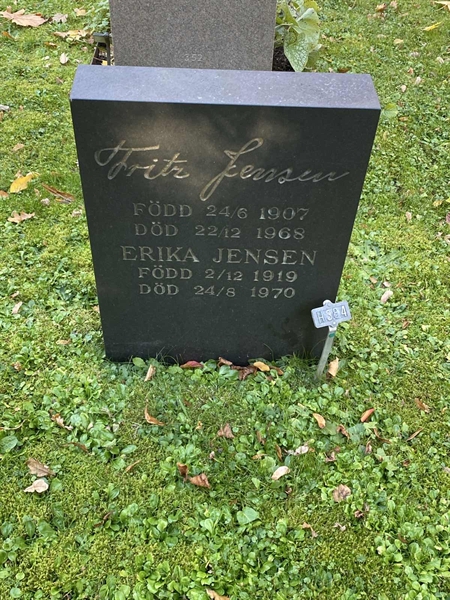 Fritz Jensen
FÖDD 24/6 1907
DÖD 22/12 1968
ERIKA JENSEN
FÖDD 2/12 1919
DÖD 24/8 1970
H 394